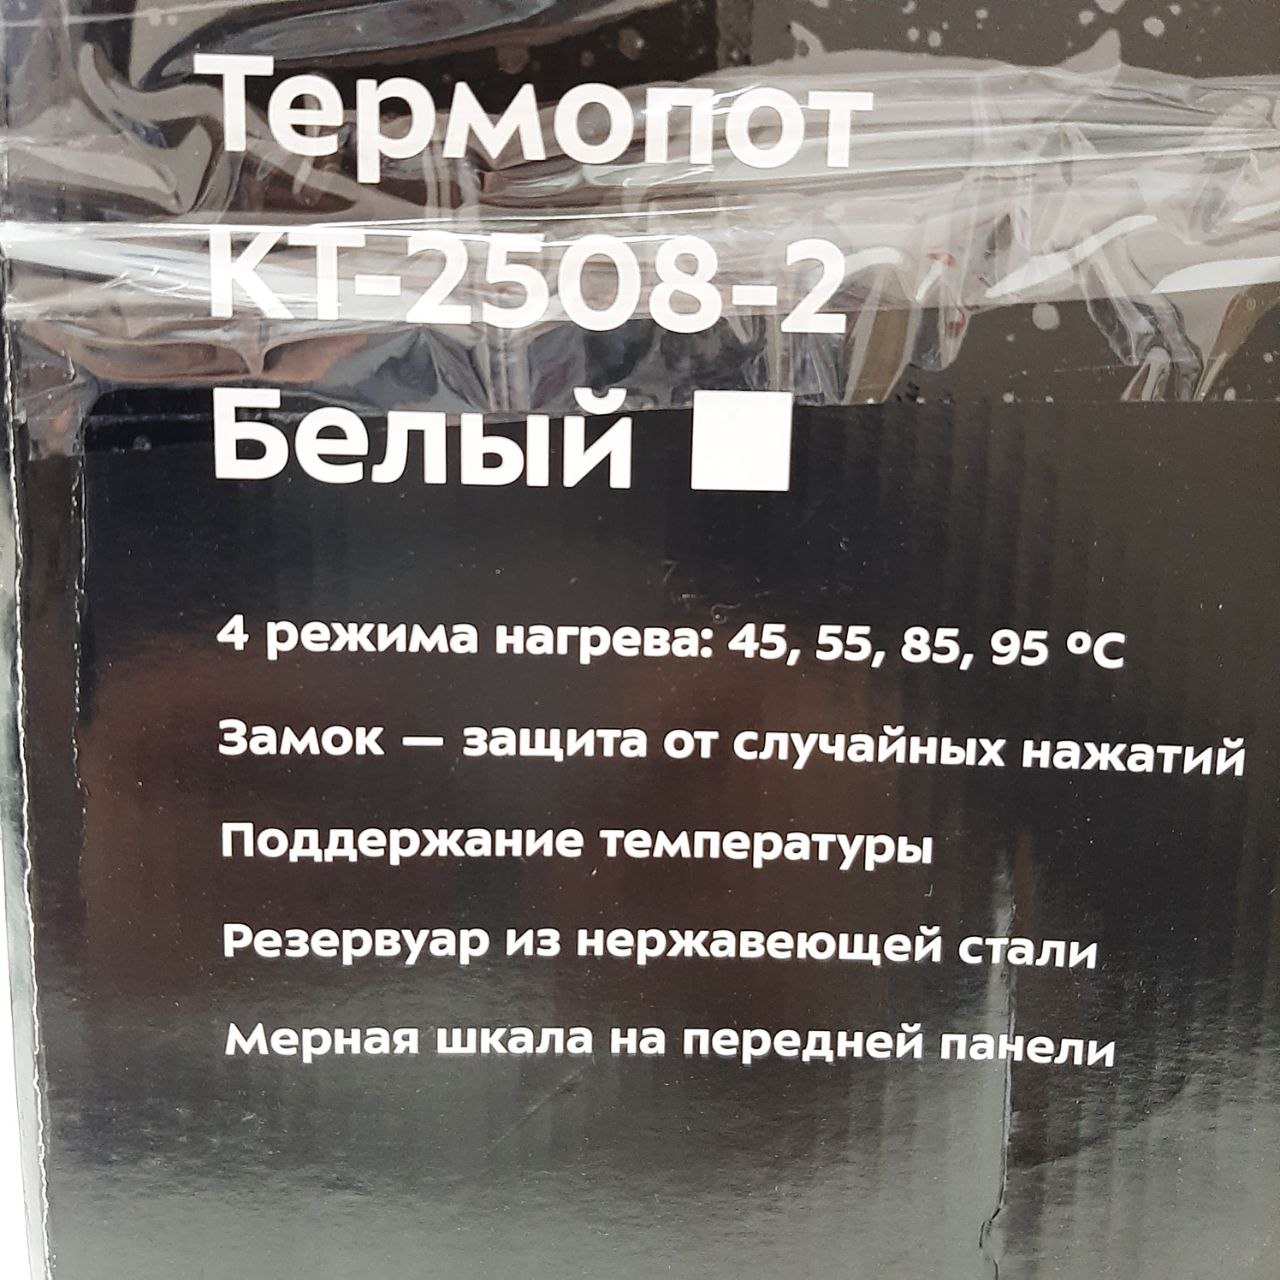 Термопот
КТ-2508-2
Белый
4 режима нагрева: 45, 55, 85, 95 ºС
Замок — защита от случайных нажатий
Поддержание температуры
Резервуар из нержавеющей стали
Мерная шкала на передней панели